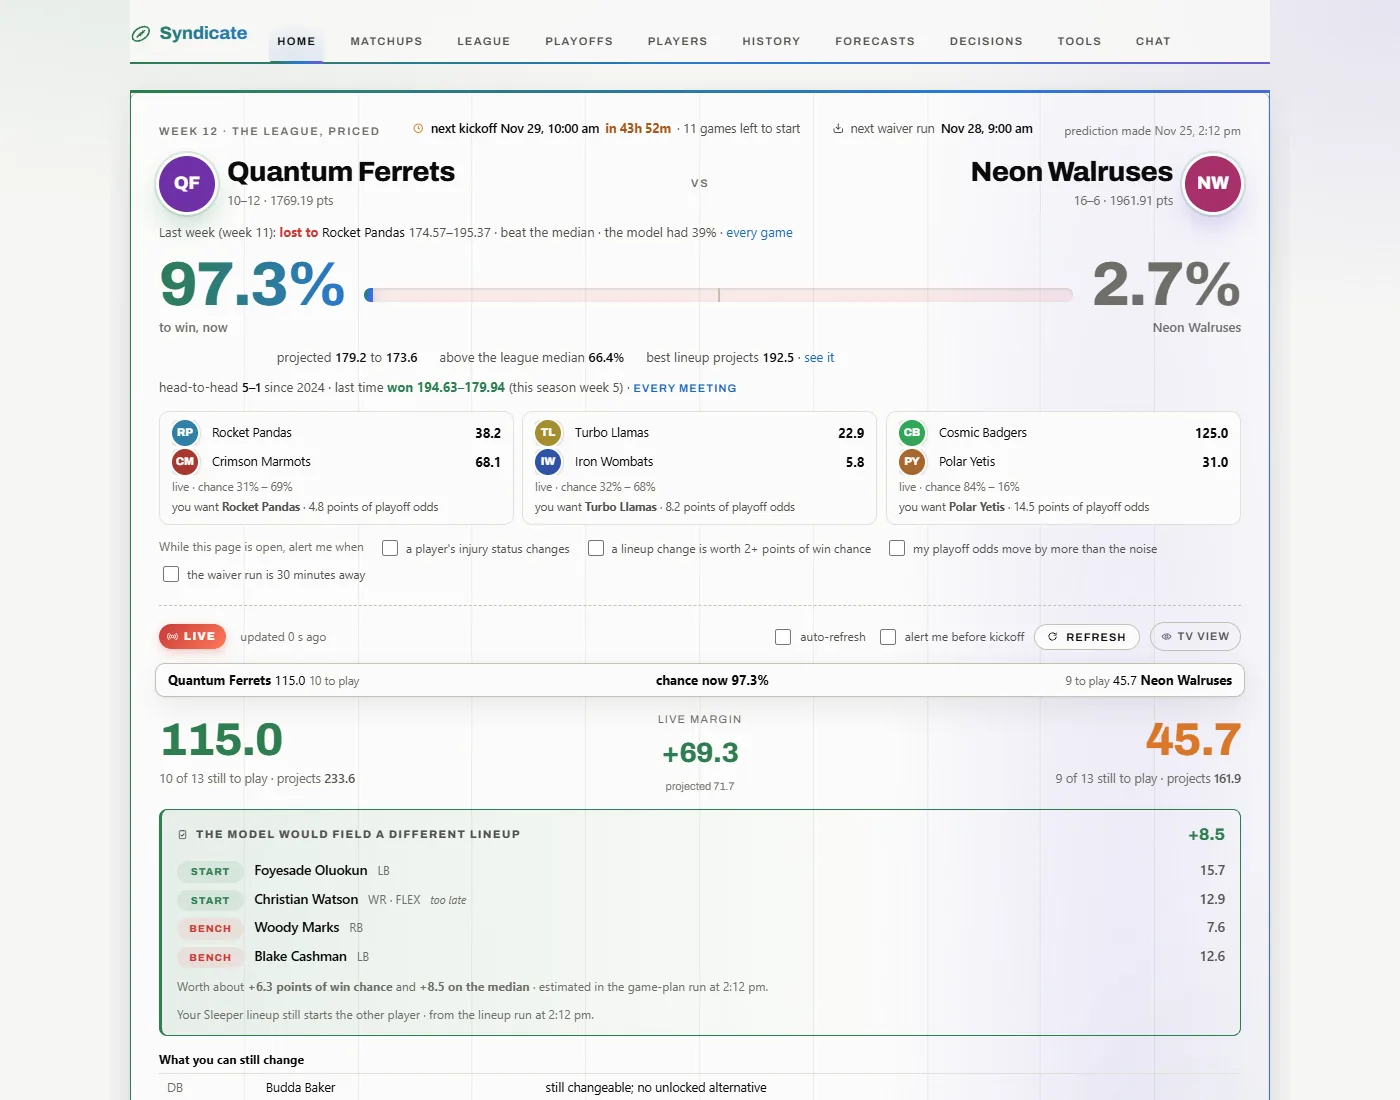 Syndicate
HOME MATCHUPS LEAGUE PLAYOFFS PLAYERS HISTORY FORECASTS DECISIONS TOOLS CHAT
WEEK 12 · THE LEAGUE, PRICED
next kickoff Nov 29, 10:00 am in 43h 52m · 11 games left to start
next waiver run Nov 28, 9:00 am
prediction made Nov 25, 2:12 pm
QF
Quantum Ferrets
10–12 · 1769.19 pts
VS
Neon Walruses
16–6 · 1961.91 pts
NW
Last week (week 11): lost to Rocket Pandas 174.57–195.37 · beat the median · the model had 39% · every game
97.3%
to win, now
2.7%
Neon Walruses
projected 179.2 to 173.6 above the league median 66.4% best lineup projects 192.5 · see it
head-to-head 5–1 since 2024 · last time won 194.63–179.94 (this season week 5) · EVERY MEETING
RP Rocket Pandas 38.2
CM Crimson Marmots 68.1
live · chance 31% – 69%
you want Rocket Pandas · 4.8 points of playoff odds
TL Turbo Llamas 22.9
IW Iron Wombats 5.8
live · chance 32% – 68%
you want Turbo Llamas · 8.2 points of playoff odds
CB Cosmic Badgers 125.0
PY Polar Yetis 31.0
live · chance 84% – 16%
you want Polar Yetis · 14.5 points of playoff odds
While this page is open, alert me when a player's injury status changes a lineup change is worth 2+ points of win chance my playoff odds move by more than the noise
the waiver run is 30 minutes away
LIVE updated 0 s ago auto-refresh alert me before kickoff REFRESH TV VIEW
Quantum Ferrets 115.0 10 to play chance now 97.3% 9 to play 45.7 Neon Walruses
115.0
10 of 13 still to play · projects 233.6
LIVE MARGIN
+69.3
projected 71.7
45.7
9 of 13 still to play · projects 161.9
THE MODEL WOULD FIELD A DIFFERENT LINEUP +8.5
START Foyesade Oluokun LB 15.7
START Christian Watson WR · FLEX too late 12.9
BENCH Woody Marks RB 7.6
BENCH Blake Cashman LB 12.6
Worth about +6.3 points of win chance and +8.5 on the median · estimated in the game-plan run at 2:12 pm.
Your Sleeper lineup still starts the other player · from the lineup run at 2:12 pm.
What you can still change
DB Budda Baker still changeable; no unlocked alternative